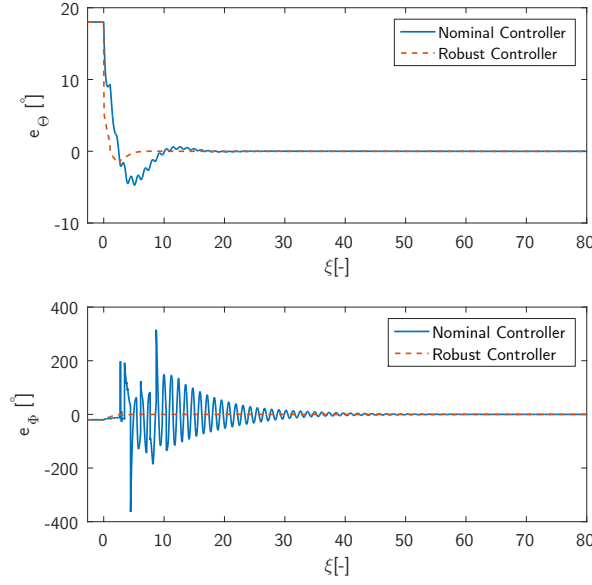 20
10
0
-10
e_Θ [°]
Nominal Controller
Robust Controller
0 10 20 30 40 50 60 70 80
ξ[-]
400
200
0
-200
-400
e_Φ [°]
Nominal Controller
Robust Controller
0 10 20 30 40 50 60 70 80
ξ[-]